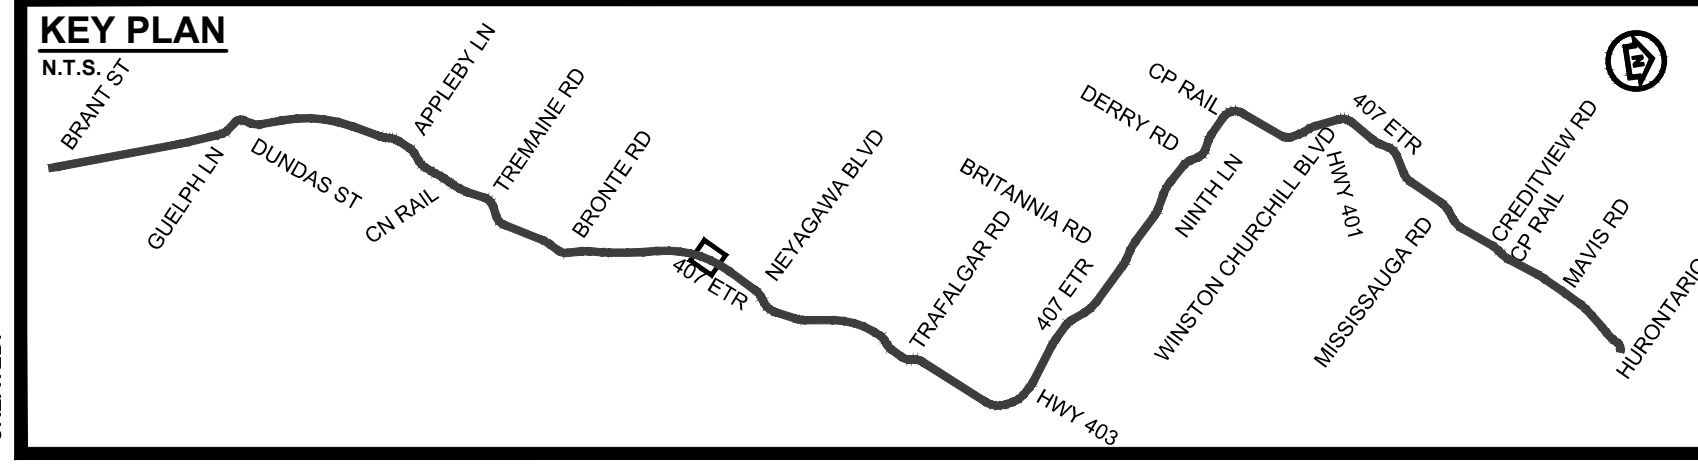 KEY PLAN
N.T.S.
BRANT ST
GUELPH LN
DUNDAS ST
CN RAIL
APPLEBY LN
TREMAINE RD
BRONTE RD
407 ETR
NEYAGAWA BLVD
TRAFALGAR RD
HWY 403
407 ETR
BRITANNIA RD
DERRY RD
CP RAIL
NINTH LN
WINSTON CHURCHILL BLVD
HWY 401
407 ETR
MISSISSAUGA RD
CREDITVIEW RD
CP RAIL
MAVIS RD
HURONTARIO
N